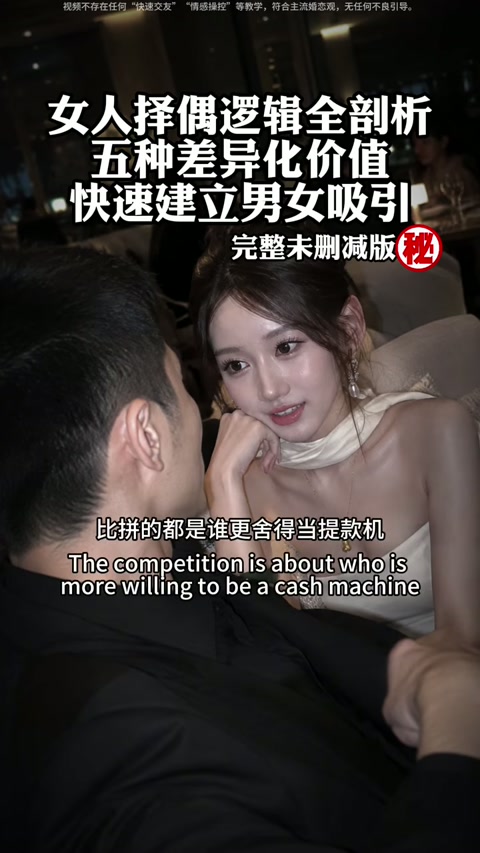 视频不存在任何“快速交友”“情感操控”等教学，符合主流婚恋观，无任何不良引导。
女人择偶逻辑全剖析
五种差异化价值
快速建立男女吸引
完整未删减版 秘
比拼的都是谁更舍得当提款机
The competition is about who is
more willing to be a cash machine